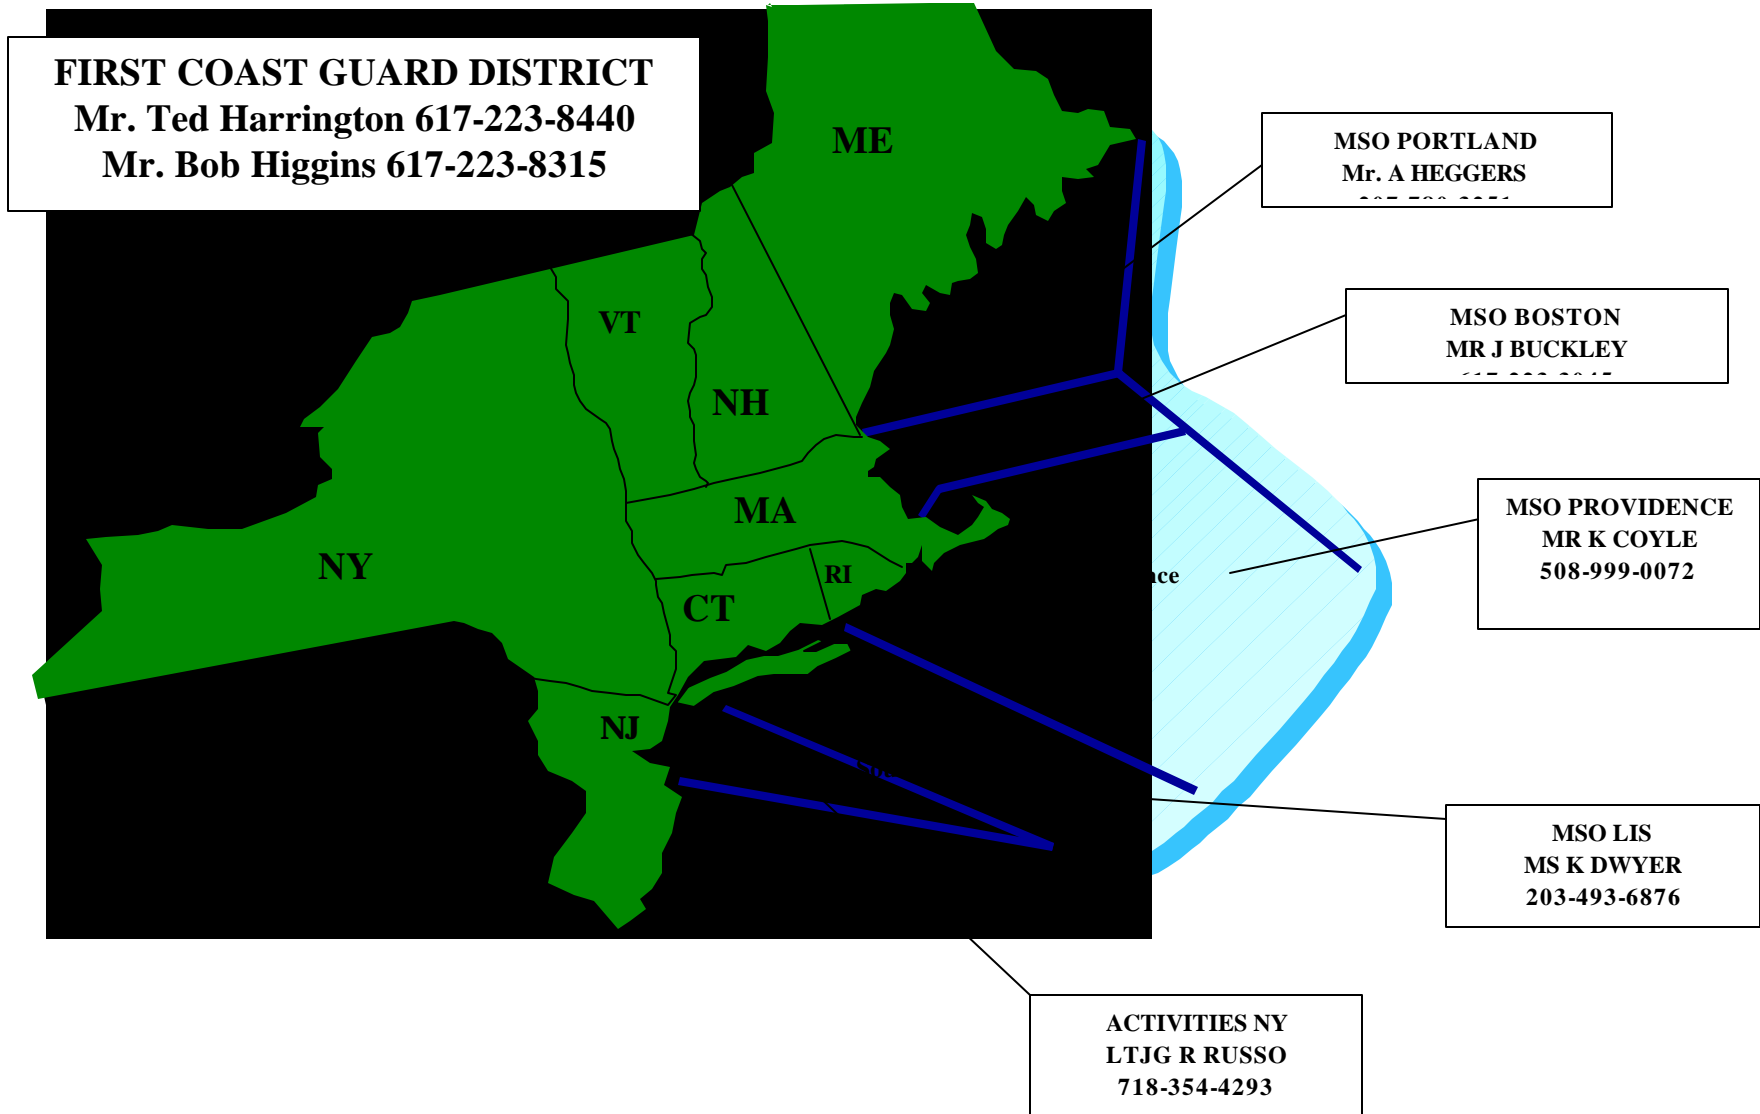 FIRST COAST GUARD DISTRICT
Mr. Ted Harrington 617-223-8440
Mr. Bob Higgins 617-223-8315
ME
MSO PORTLAND
Mr. A HEGGERS
VT
MSO BOSTON
MR J BUCKLEY
NH
MA
MSO PROVIDENCE
MR K COYLE
508-999-0072
NY
RI
nce
CT
NJ
MSO LIS
MS K DWYER
203-493-6876
ACTIVITIES NY
LTJG R RUSSO
718-354-4293